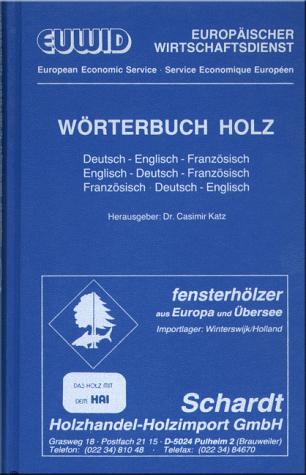 EUWID
EUROPÄISCHER
WIRTSCHAFTSDIENST
European Economic Service · Service Economique Européen
WÖRTERBUCH HOLZ
Deutsch - Englisch - Französisch
Englisch - Deutsch - Französisch
Französisch · Deutsch - Englisch
Herausgeber: Dr. Casimir Katz
fensterhölzer
aus Europa und Übersee
Importlager: Winterswijk/Holland
DAS HOLZ MIT
DEM HAI
Schardt
Holzhandel-Holzimport GmbH
Grasweg 18 · Postfach 21 15 · D-5024 Pulheim 2 (Brauweiler)
Telefon: (022 34) 810 48 · Telefax: (022 34) 84670